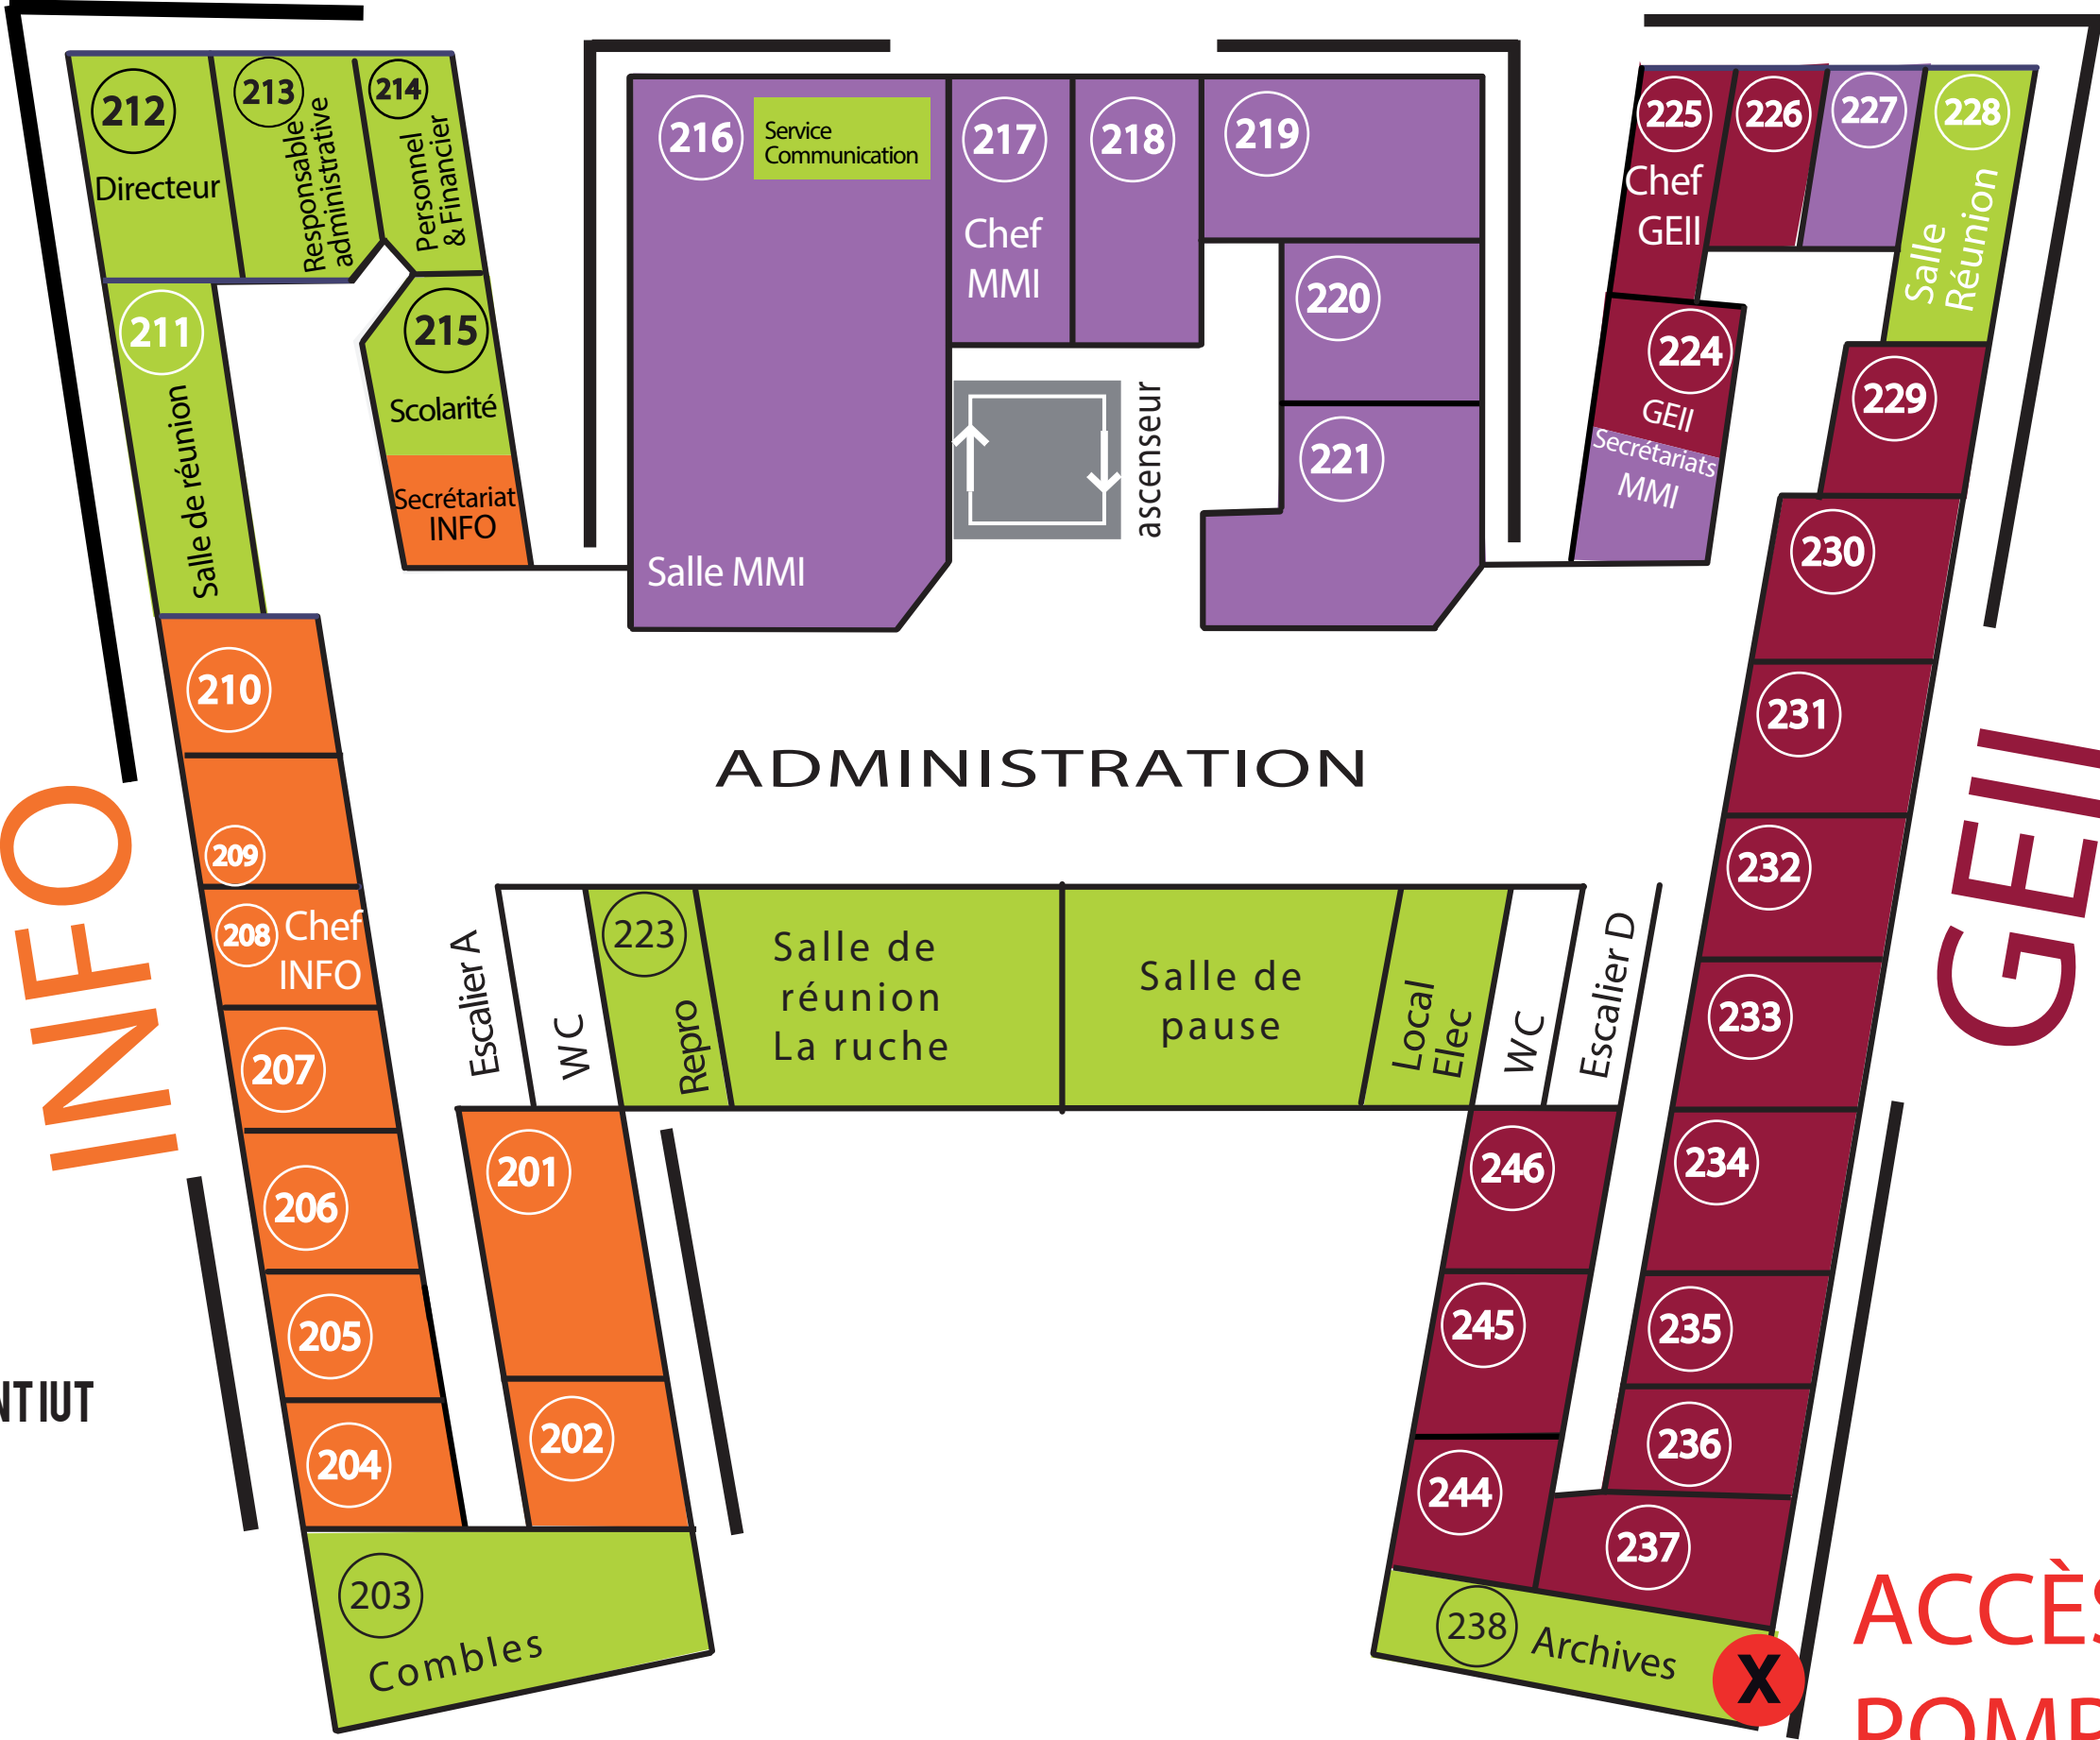 212
Directeur
213
Responsable
administrative
214
Personnel
& Financier
211
Salle de réunion
215
Scolarité
Secrétariat
INFO
216
Service
Communication
Salle MMI
217
Chef
MMI
218
219
220
221
ascenseur
225
Chef
GEII
226
227
228
Salle
Réunion
224
GEII
Secrétariats
MMI
229
230
231
232
233
234
235
236
237
ADMINISTRATION
INFO
GEII
210
209
208
Chef
INFO
207
206
205
204
Escalier A
WC
223
Repro
Salle de
réunion
La ruche
Salle de
pause
Local
Elec
WC
Escalier D
201
202
203
Combles
246
245
244
238
Archives
X
NT IUT
ACCÈS
POMP